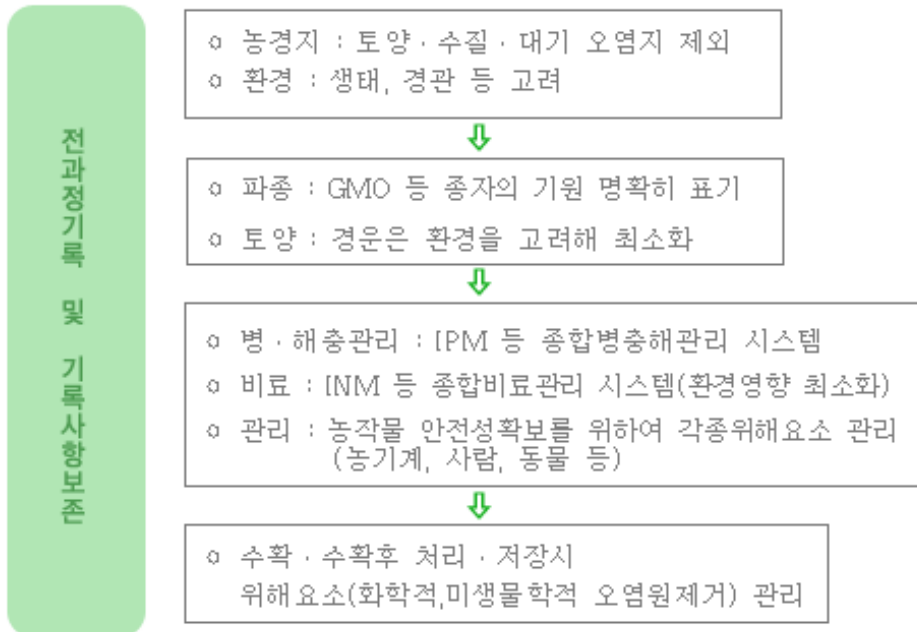 전과정기록 및 기록사항보존
o 농경지 : 토양 · 수질 · 대기 오염지 제외
o 환경 : 생태, 경관 등 고려
o 파종 : GMO 등 종자의 기원 명확히 표기
o 토양 : 경운은 환경을 고려해 최소화
o 병 · 해충관리 : IPM 등 종합병충해관리 시스템
o 비료 : INM 등 종합비료관리 시스템(환경영향 최소화)
o 관리 : 농작물 안전성확보를 위하여 각종위해요소 관리
(농기계, 사람, 동물 등)
o 수확 · 수확후 처리 · 저장시
위해요소(화학적,미생물학적 오염원제거) 관리